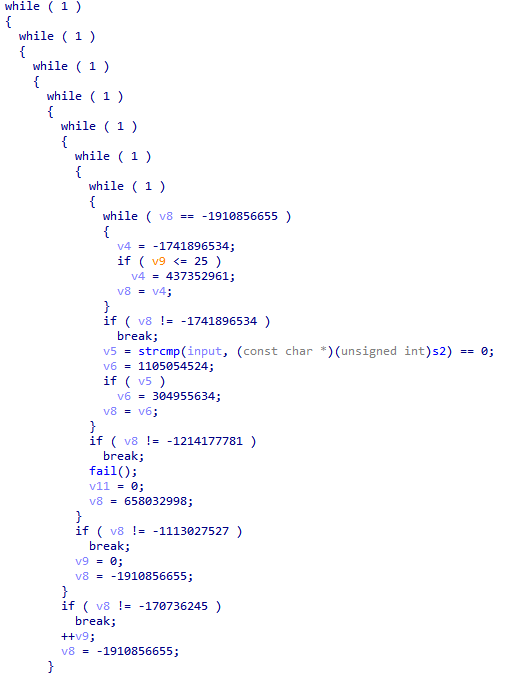 while ( 1 )
{
  while ( 1 )
  {
    while ( 1 )
    {
      while ( 1 )
      {
        while ( 1 )
        {
          while ( 1 )
          {
            while ( 1 )
            {
              while ( v8 == -1910856655 )
              {
                v4 = -1741896534;
                if ( v9 <= 25 )
                  v4 = 437352961;
                v8 = v4;
              }
              if ( v8 != -1741896534 )
                break;
              v5 = strcmp(input, (const char *)(unsigned int)s2) == 0;
              v6 = 1105054524;
              if ( v5 )
                v6 = 304955634;
              v8 = v6;
            }
            if ( v8 != -1214177781 )
              break;
            fail();
            v11 = 0;
            v8 = 658032998;
          }
          if ( v8 != -1113027527 )
            break;
          v9 = 0;
          v8 = -1910856655;
        }
        if ( v8 != -170736245 )
          break;
        ++v9;
        v8 = -1910856655;
      }